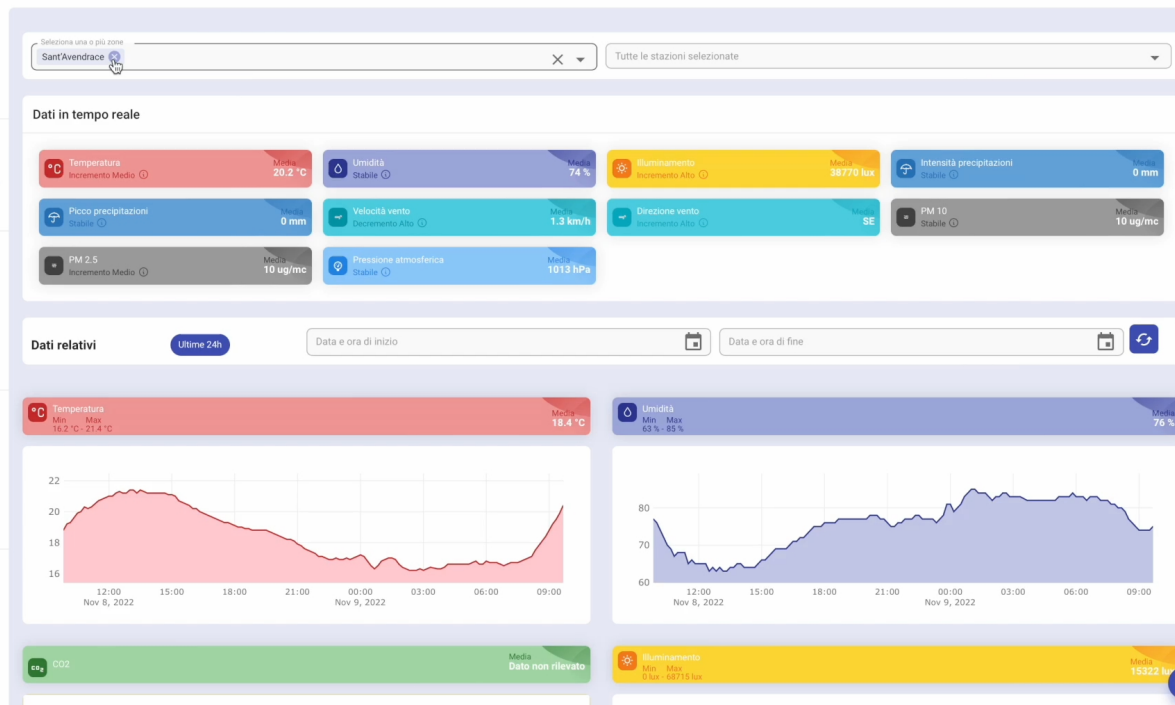 Seleziona una o più zone
Sant'Avendrace
Tutte le stazioni selezionate
Dati in tempo reale
°C Temperatura Media
Incremento Medio 20.2 °C
Umidità Media
Stabile 74 %
Illuminamento Media
Incremento Alto 38770 lux
Intensità precipitazioni Media
Stabile 0 mm
Picco precipitazioni Media
Stabile 0 mm
Velocità vento Media
Decremento Alto 1.3 km/h
Direzione vento Media
Incremento Alto SE
PM 10 Media
Stabile 10 ug/mc
PM 2.5 Media
Incremento Medio 10 ug/mc
Pressione atmosferica Media
Stabile 1013 hPa
Dati relativi
Ultime 24h
Data e ora di inizio
Data e ora di fine
°C Temperatura Media
Min Max 18.4 °C
16.2 °C - 21.4 °C
22
20
18
16
12:00 15:00 18:00 21:00 00:00 03:00 06:00 09:00
Nov 8, 2022 Nov 9, 2022
Umidità Media
Min Max 76 %
63 % - 85 %
80
70
60
12:00 15:00 18:00 21:00 00:00 03:00 06:00 09:00
Nov 8, 2022 Nov 9, 2022
CO2 CO2 Media
Dato non rilevato
Illuminamento Media
Min Max 15322 lux
0 lux - 68715 lux